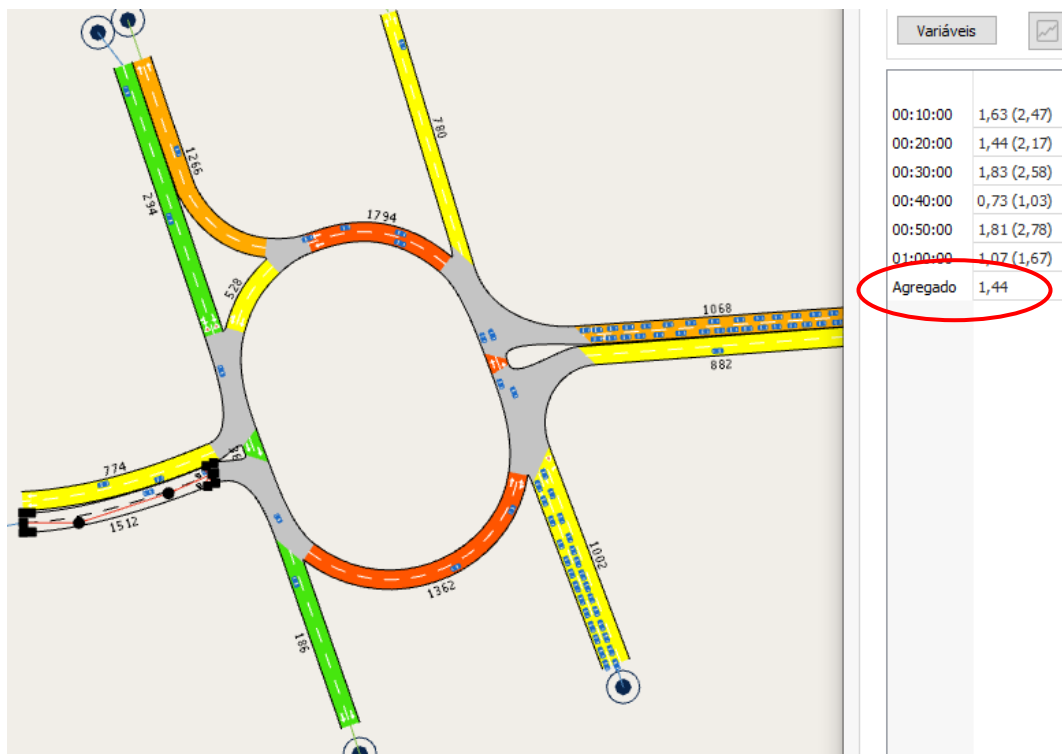 Variáveis
00:10:00 1,63 (2,47)
00:20:00 1,44 (2,17)
00:30:00 1,83 (2,58)
00:40:00 0,73 (1,03)
00:50:00 1,81 (2,78)
01:00:00 1,07 (1,67)
Agregado 1,44
780
1266
294
1794
528
1068
882
774
1512
1002
1362
186